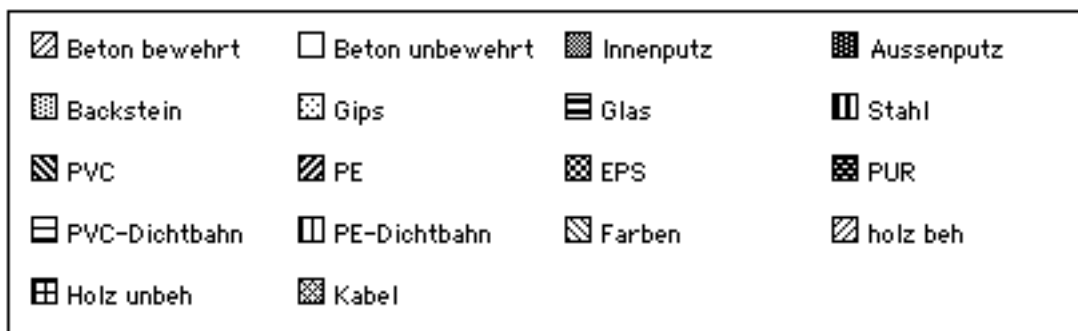 Beton bewehrt Beton unbewehrt Innenputz Aussenputz
Backstein Gips Glas Stahl
PVC PE EPS PUR
PVC-Dichtbahn PE-Dichtbahn Farben holz beh
Holz unbeh Kabel